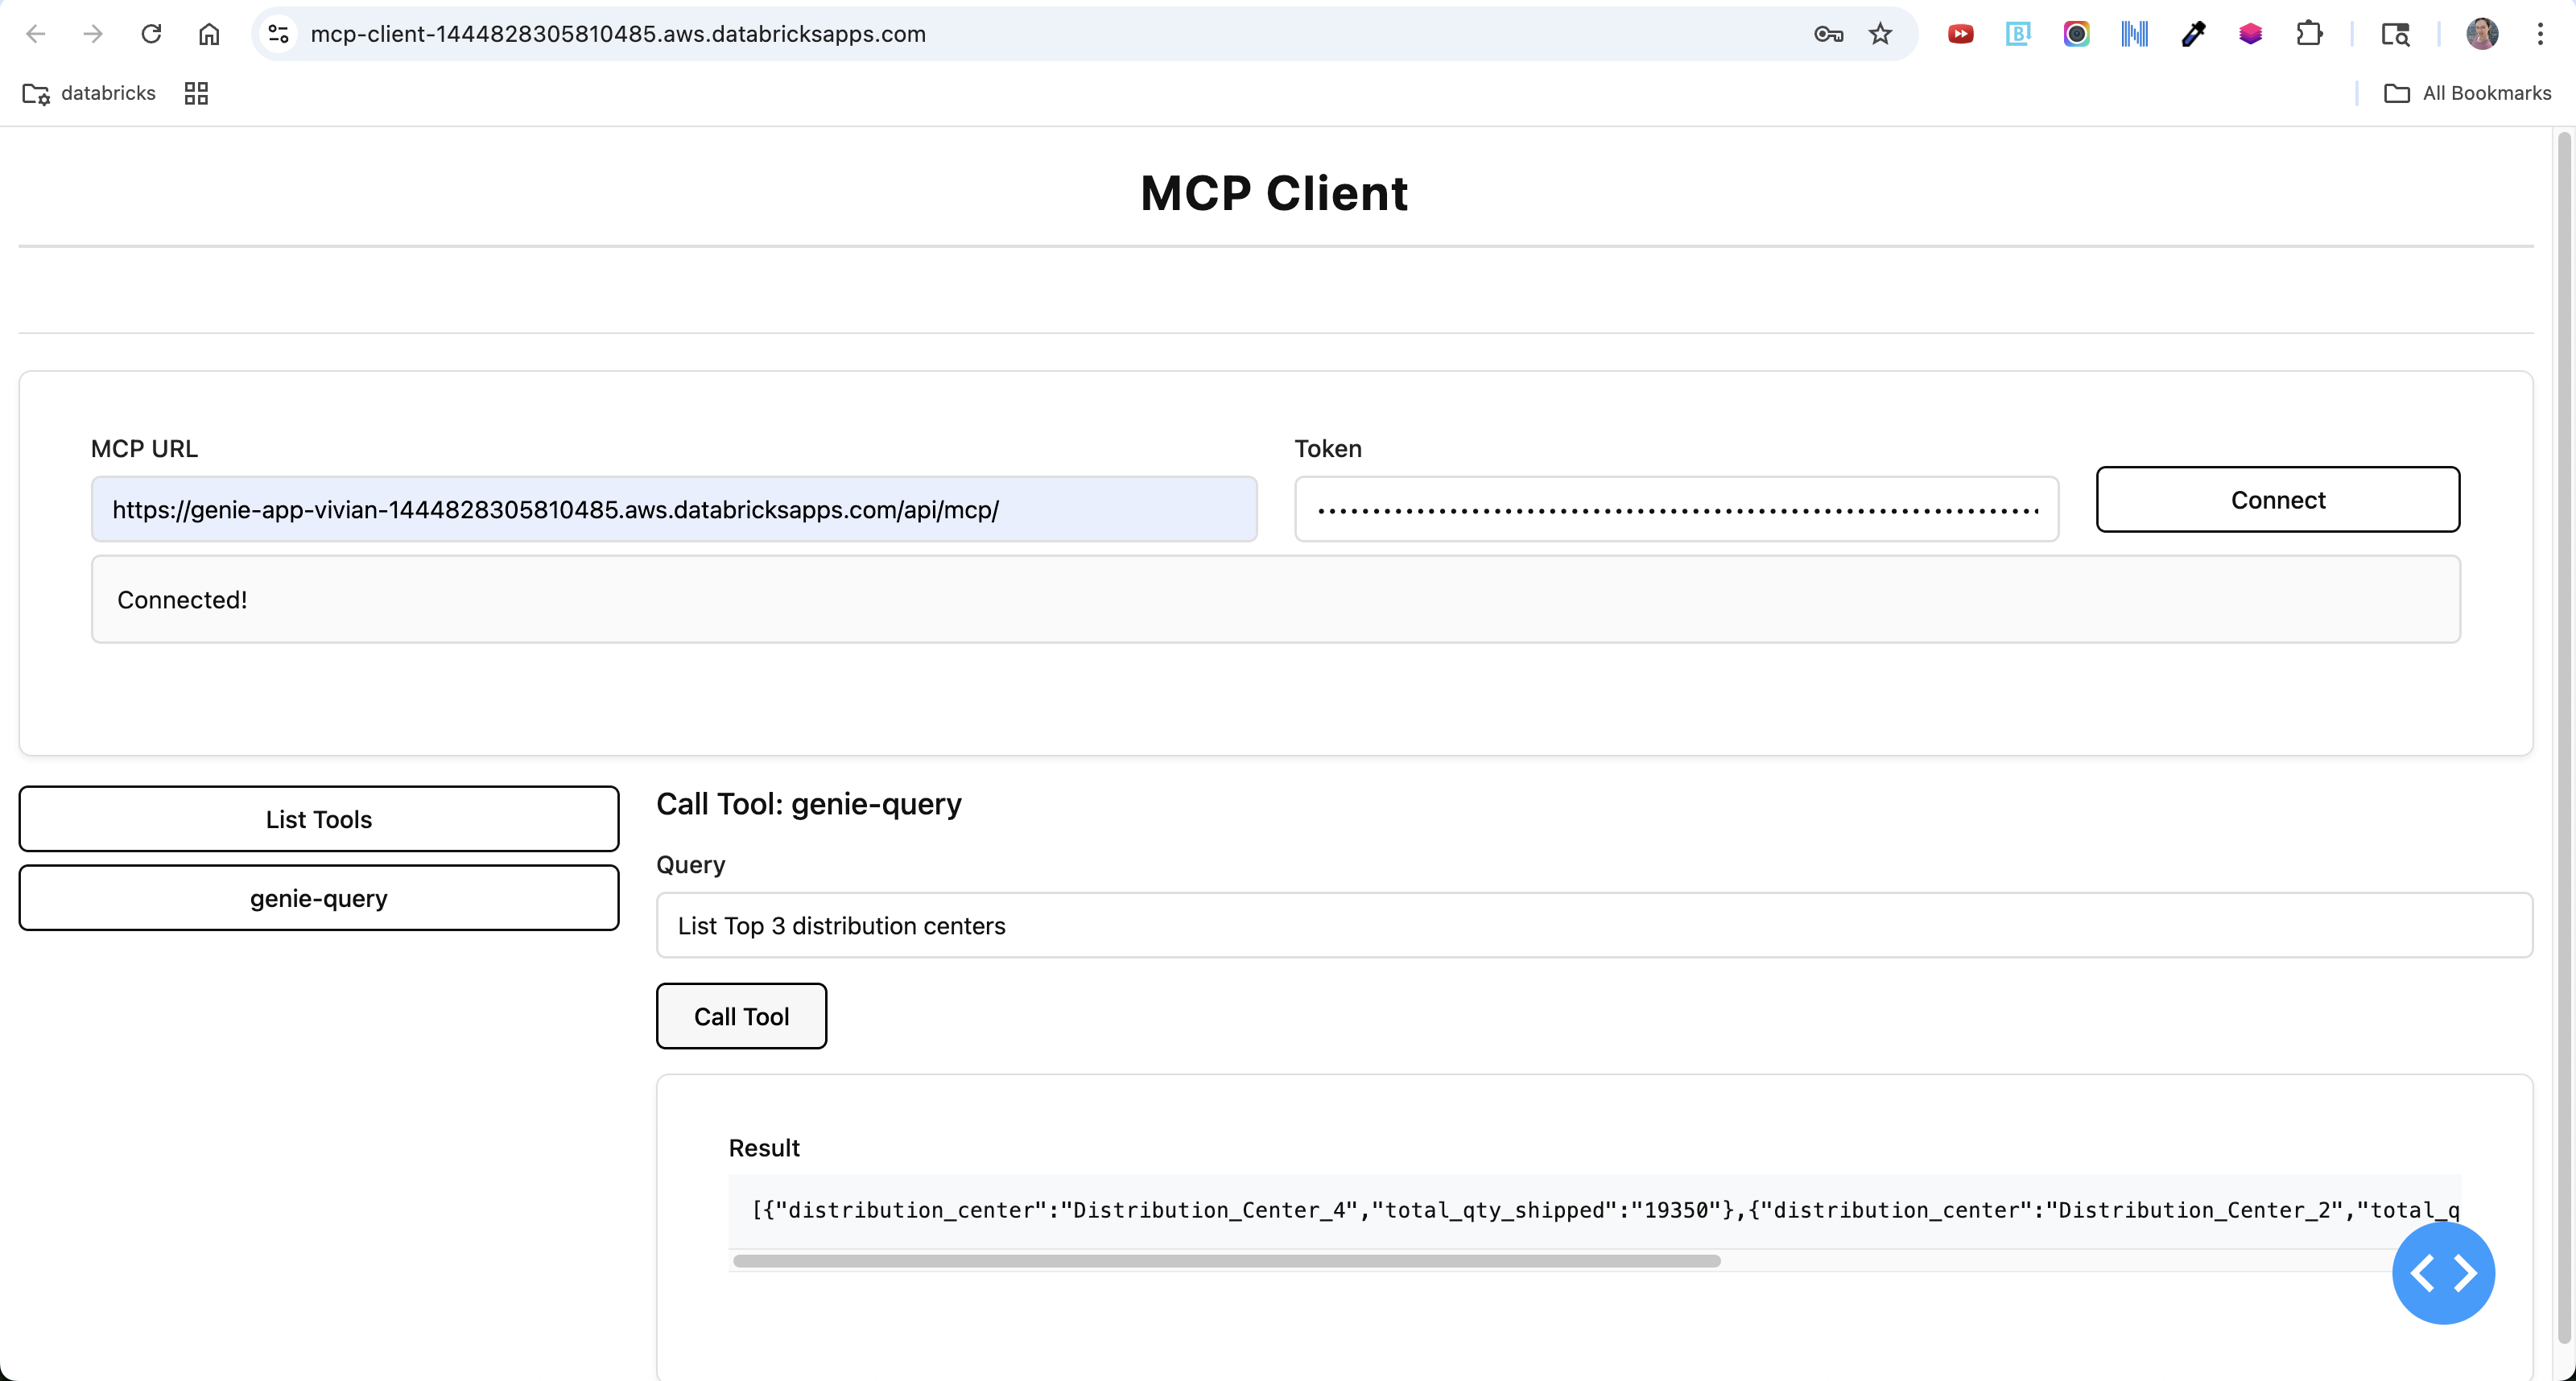 mcp-client-1444828305810485.aws.databricksapps.com
databricks
All Bookmarks
MCP Client
MCP URL
Token
https://genie-app-vivian-1444828305810485.aws.databricksapps.com/api/mcp/
Connect
Connected!
List Tools
genie-query
Call Tool: genie-query
Query
List Top 3 distribution centers
Call Tool
Result
[{"distribution_center":"Distribution_Center_4","total_qty_shipped":"19350"},{"distribution_center":"Distribution_Center_2","total_q